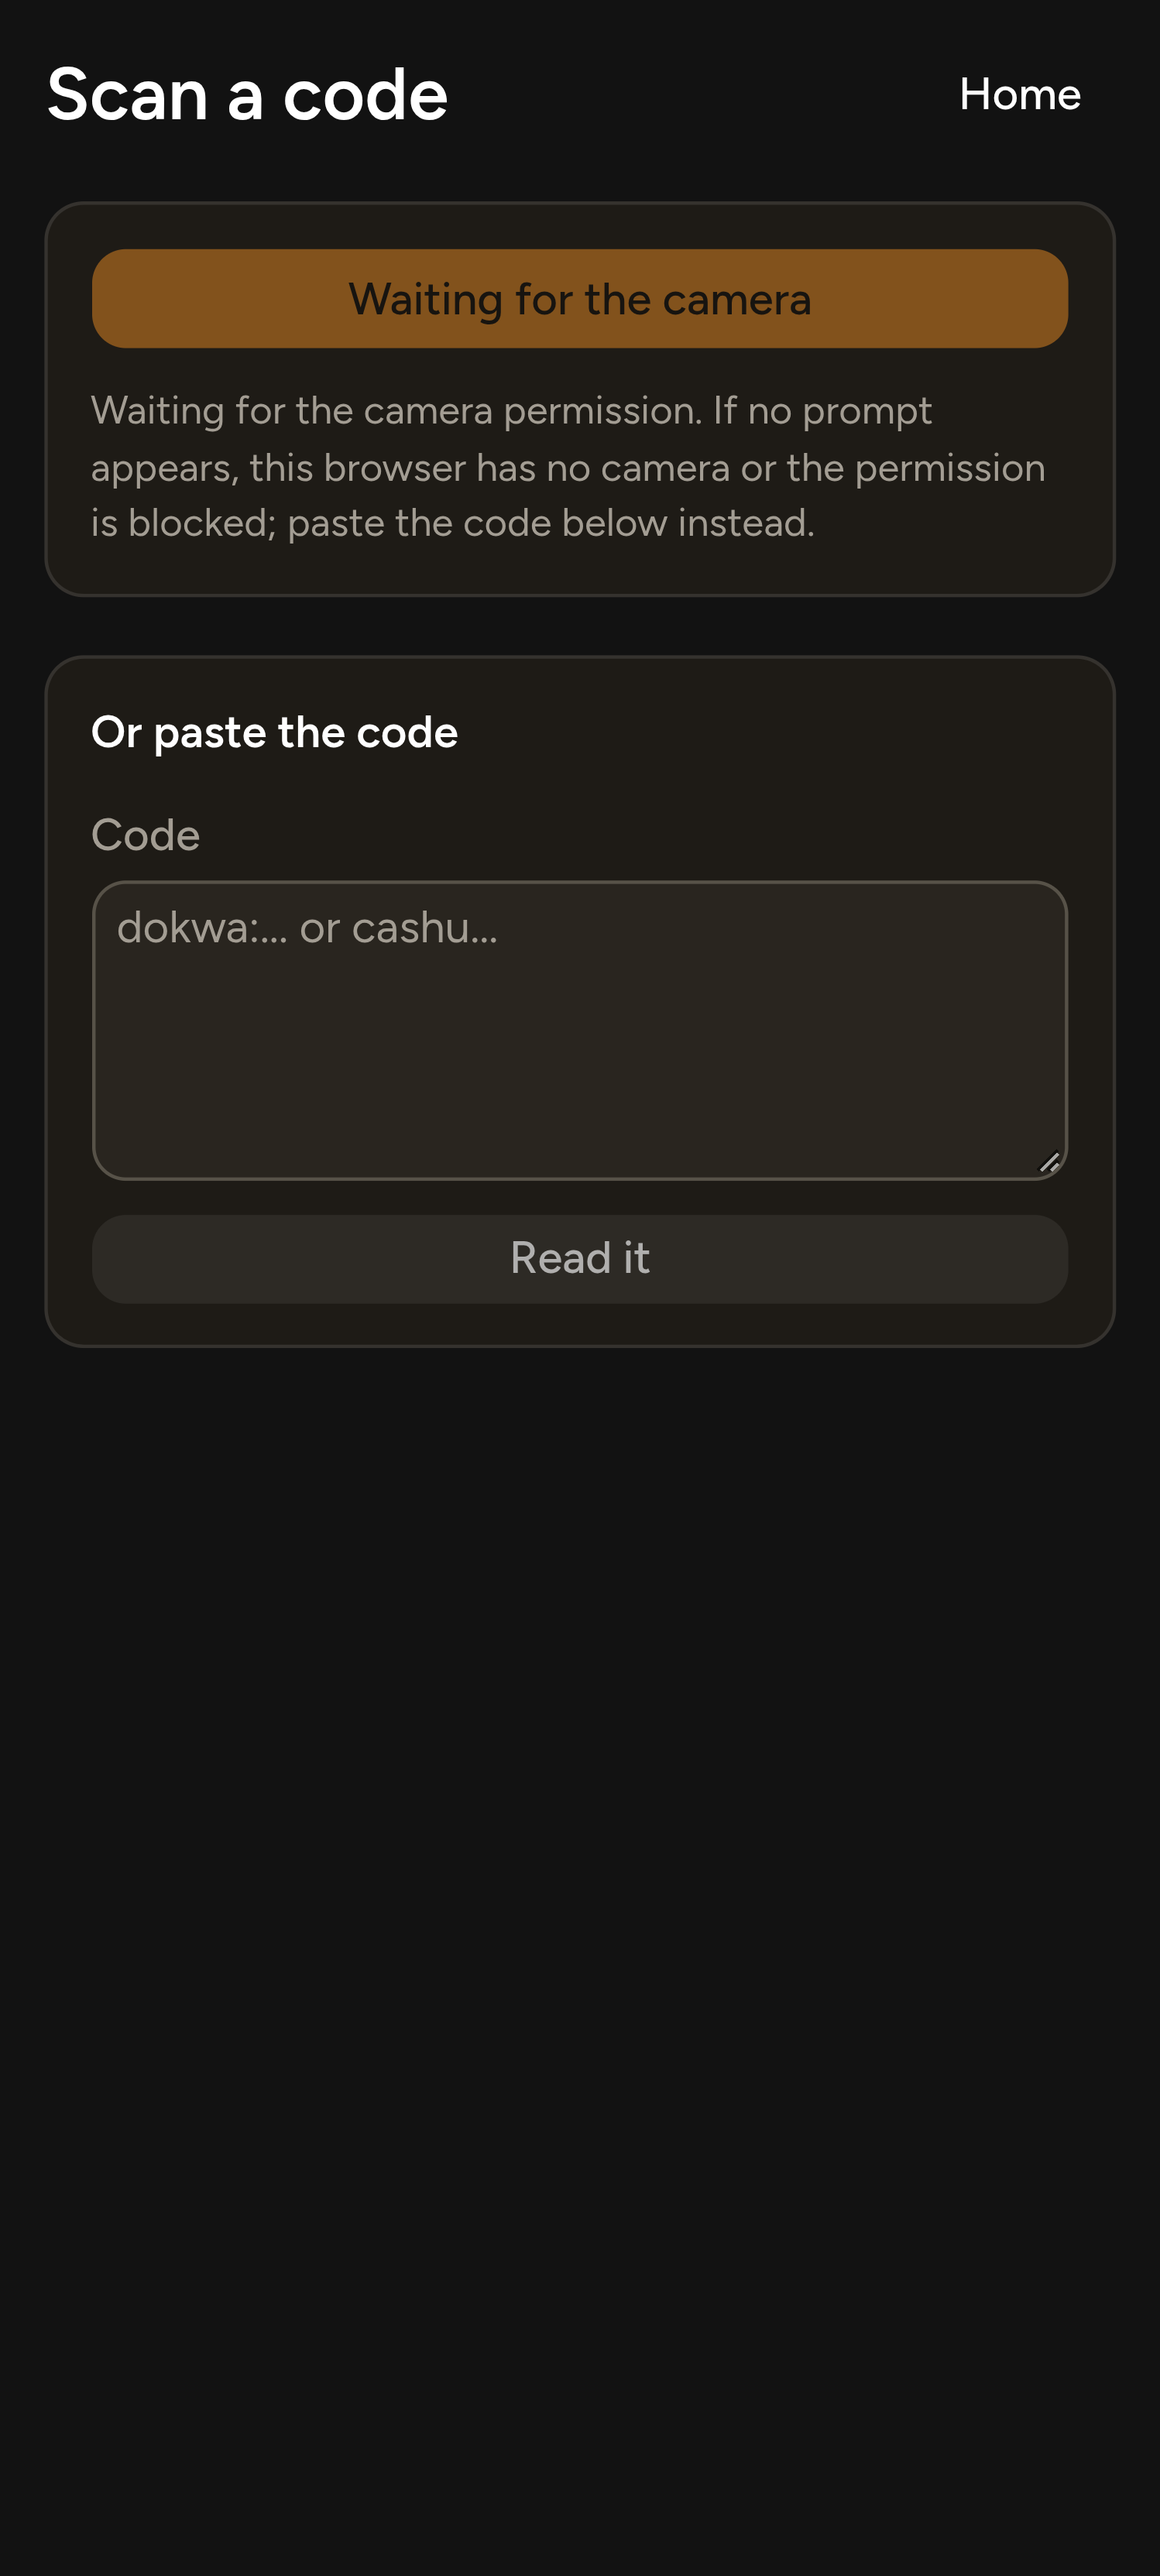 Scan a code
Home
Waiting for the camera
Waiting for the camera permission. If no prompt
appears, this browser has no camera or the permission
is blocked; paste the code below instead.
Or paste the code
Code
dokwa:... or cashu...
Read it